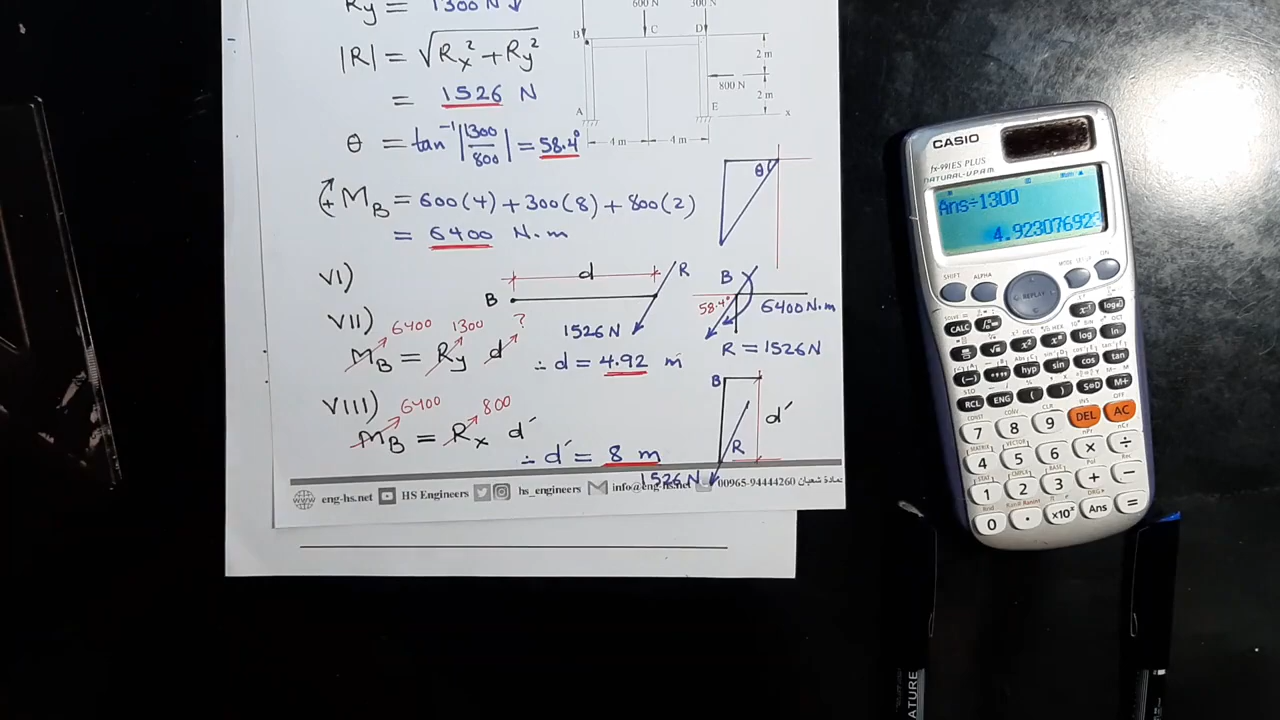 Ry = 1300 N ↓
|R| = √Rx² + Ry²
= 1526 N
θ = tan⁻¹ |1300/800| = 58.4°
600 N 300 N
B C D
2 m
800 N
2 m
A E x
4 m 4 m
θ
+ MB = 600(4) + 300(8) + 800(2)
= 6400 N.m
VI)
d
B R
1526 N
B
58.4° 6400 N.m
R = 1526 N
VII)
6400 1300 ?
MB = Ry d
∴ d = 4.92 m
VIII)
6400 800
MB = Rx d′
∴ d′ = 8 m
B
d′
R
1526 N
eng-hs.net HS Engineers hs_engineers info@eng-hs.net 00965-94444260 حمادة شعبان
CASIO
fx-991ES PLUS
NATURAL-V.P.A.M.
Ans÷1300
4.923076923
SHIFT ALPHA MODE SETUP ON
CALC
hyp sin cos tan
RCL ENG ( ) S⇔D M+
7 8 9 DEL AC
4 5 6 × ÷
1 2 3 + −
0 . ×10ˣ Ans =
ATURE